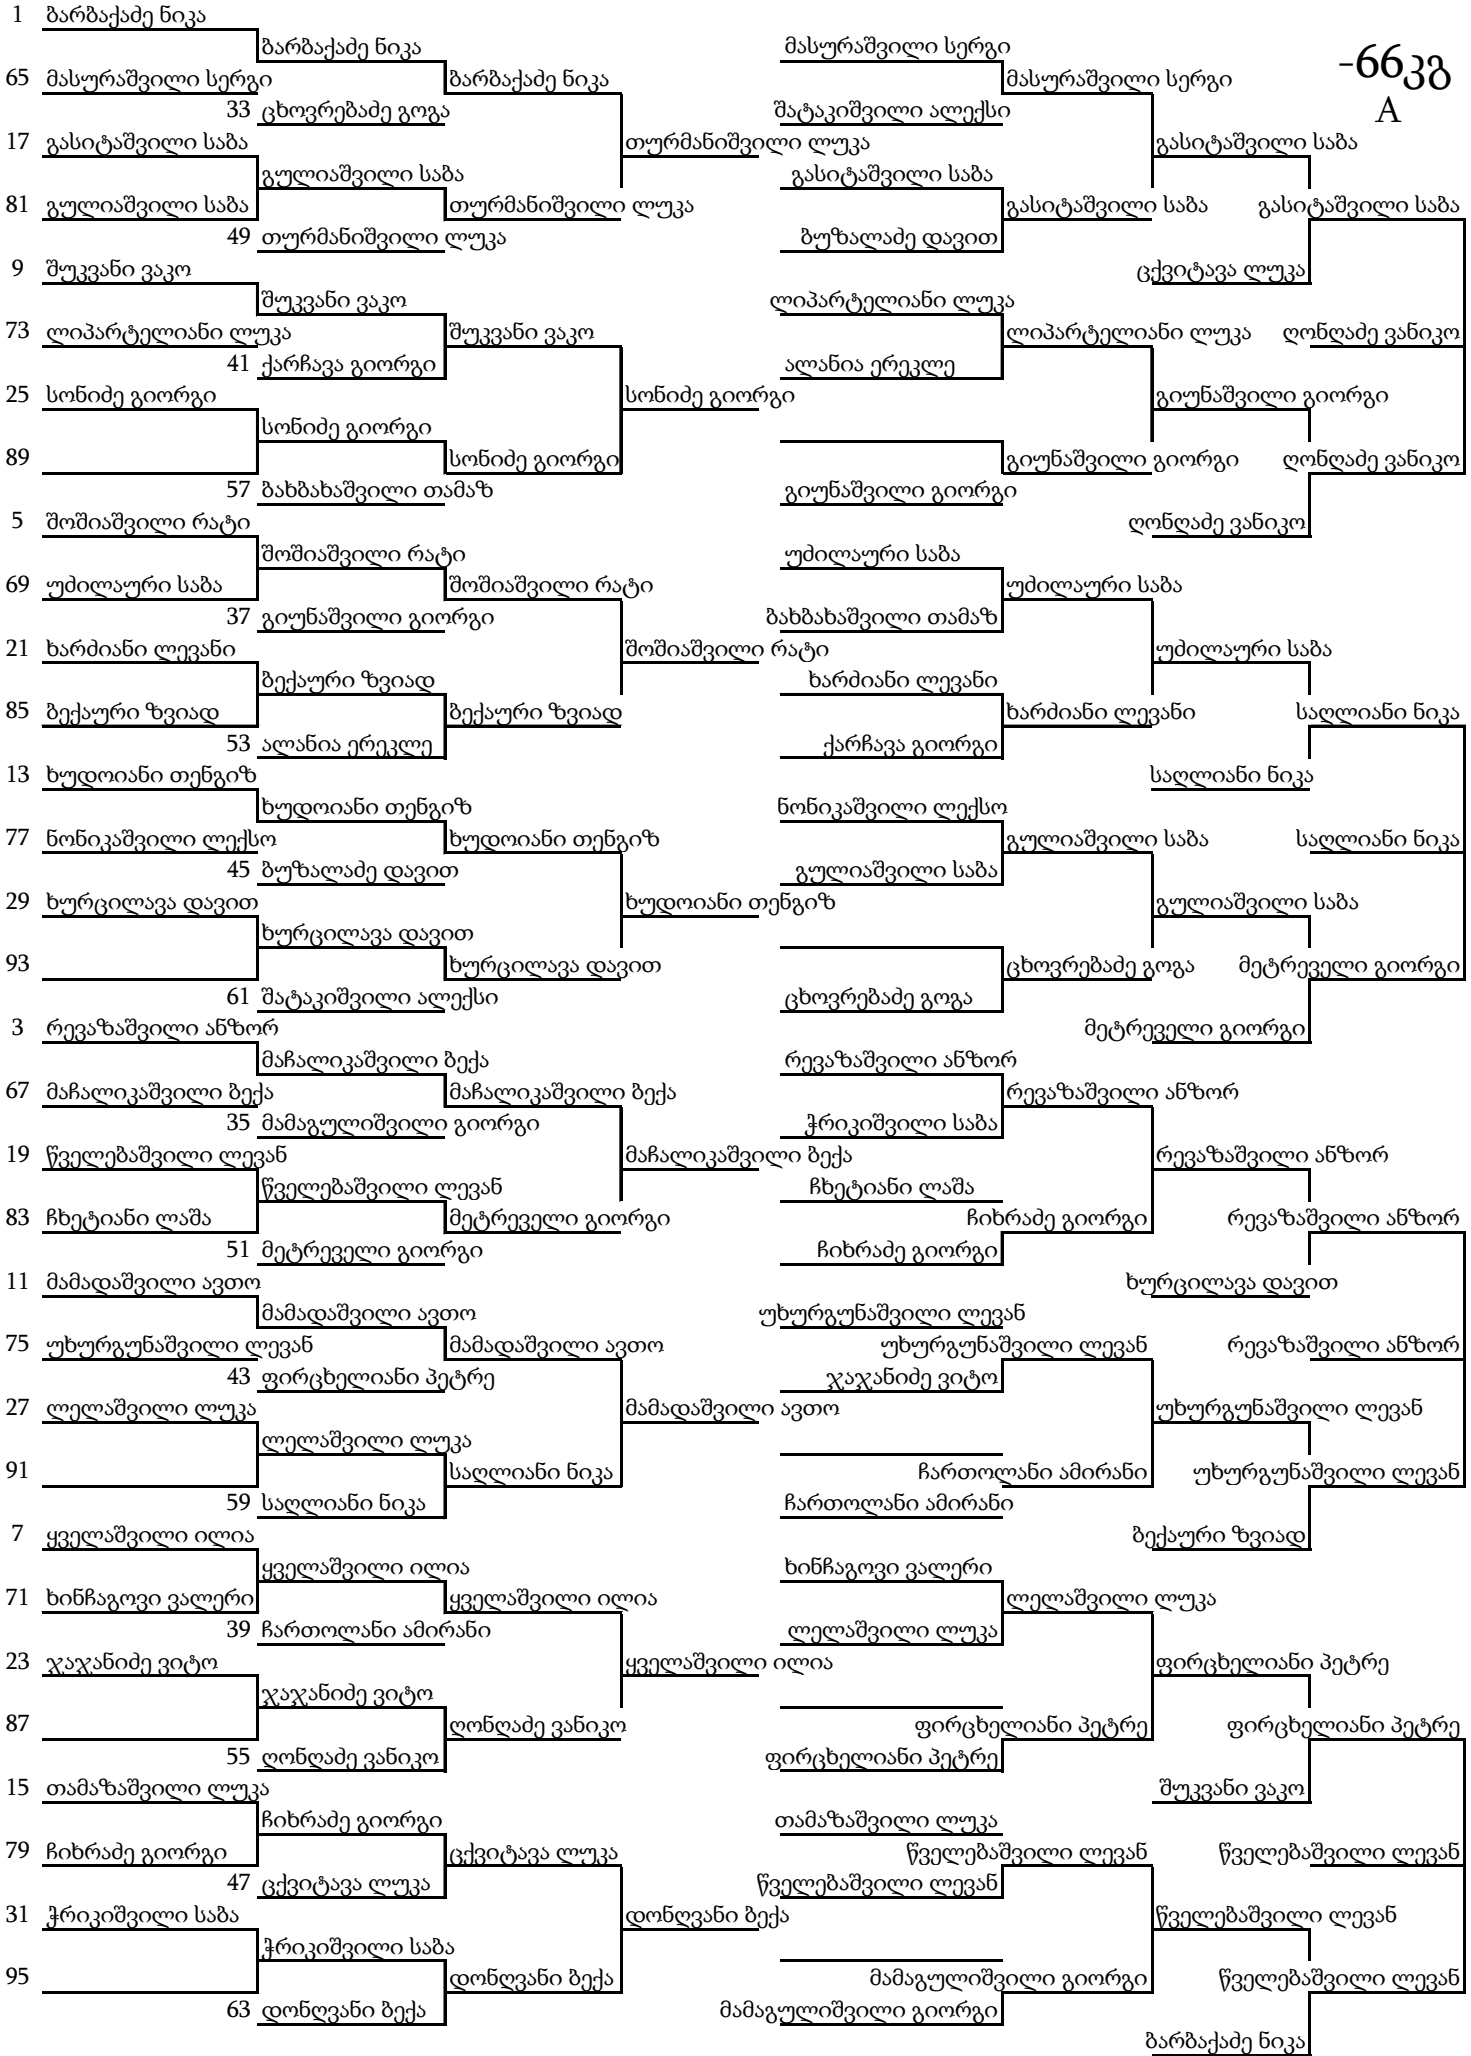 1 ბარბაქაძე ნიკა
ბარბაქაძე ნიკა მასურაშვილი სერგი
-66კგ
65 მასურაშვილი სერგი ბარბაქაძე ნიკა მასურაშვილი სერგი
33 ცხოვრებაძე გოგა შატაკიშვილი ალექსი
A
17 გასიტაშვილი საბა თურმანიშვილი ლუკა გასიტაშვილი საბა
გულიაშვილი საბა გასიტაშვილი საბა
81 გულიაშვილი საბა თურმანიშვილი ლუკა გასიტაშვილი საბა გასიტაშვილი საბა
49 თურმანიშვილი ლუკა ბუზალაძე დავით
9 შუკვანი ვაკო ცქვიტავა ლუკა
შუკვანი ვაკო ლიპარტელიანი ლუკა
73 ლიპარტელიანი ლუკა შუკვანი ვაკო ლიპარტელიანი ლუკა ღონღაძე ვანიკო
41 ქარჩავა გიორგი ალანია ერეკლე
25 სონიძე გიორგი სონიძე გიორგი გიუნაშვილი გიორგი
სონიძე გიორგი
89 სონიძე გიორგი გიუნაშვილი გიორგი ღონღაძე ვანიკო
57 ბახბახაშვილი თამაზ გიუნაშვილი გიორგი
5 შოშიაშვილი რატი ღონღაძე ვანიკო
შოშიაშვილი რატი უძილაური საბა
69 უძილაური საბა შოშიაშვილი რატი უძილაური საბა
37 გიუნაშვილი გიორგი ბახბახაშვილი თამაზ
21 ხარძიანი ლევანი შოშიაშვილი რატი უძილაური საბა
ბექაური ზვიად ხარძიანი ლევანი
85 ბექაური ზვიად ბექაური ზვიად ხარძიანი ლევანი საღლიანი ნიკა
53 ალანია ერეკლე ქარჩავა გიორგი
13 ხუდოიანი თენგიზ საღლიანი ნიკა
ხუდოიანი თენგიზ ნონიკაშვილი ლექსო
77 ნონიკაშვილი ლექსო ხუდოიანი თენგიზ გულიაშვილი საბა საღლიანი ნიკა
45 ბუზალაძე დავით გულიაშვილი საბა
29 ხურცილავა დავით ხუდოიანი თენგიზ გულიაშვილი საბა
ხურცილავა დავით
93 ხურცილავა დავით ცხოვრებაძე გოგა მეტრეველი გიორგი
61 შატაკიშვილი ალექსი ცხოვრებაძე გოგა
3 რევაზაშვილი ანზორ მეტრეველი გიორგი
მაჩალიკაშვილი ბექა რევაზაშვილი ანზორ
67 მაჩალიკაშვილი ბექა მაჩალიკაშვილი ბექა რევაზაშვილი ანზორ
35 მამაგულიშვილი გიორგი ჭრიკიშვილი საბა
19 წველებაშვილი ლევან მაჩალიკაშვილი ბექა რევაზაშვილი ანზორ
წველებაშვილი ლევან ჩხეტიანი ლაშა
83 ჩხეტიანი ლაშა მეტრეველი გიორგი ჩიხრაძე გიორგი რევაზაშვილი ანზორ
51 მეტრეველი გიორგი ჩიხრაძე გიორგი
11 მამადაშვილი ავთო ხურცილავა დავით
მამადაშვილი ავთო უხურგუნაშვილი ლევან
75 უხურგუნაშვილი ლევან მამადაშვილი ავთო უხურგუნაშვილი ლევან რევაზაშვილი ანზორ
43 ფირცხელიანი პეტრე ჯაჯანიძე ვიტო
27 ლელაშვილი ლუკა მამადაშვილი ავთო უხურგუნაშვილი ლევან
ლელაშვილი ლუკა
91 საღლიანი ნიკა ჩართოლანი ამირანი უხურგუნაშვილი ლევან
59 საღლიანი ნიკა ჩართოლანი ამირანი
7 ყველაშვილი ილია ბექაური ზვიად
ყველაშვილი ილია ხინჩაგოვი ვალერი
71 ხინჩაგოვი ვალერი ყველაშვილი ილია ლელაშვილი ლუკა
39 ჩართოლანი ამირანი ლელაშვილი ლუკა
23 ჯაჯანიძე ვიტო ყველაშვილი ილია ფირცხელიანი პეტრე
ჯაჯანიძე ვიტო
87 ღონღაძე ვანიკო ფირცხელიანი პეტრე ფირცხელიანი პეტრე
55 ღონღაძე ვანიკო ფირცხელიანი პეტრე
15 თამაზაშვილი ლუკა შუკვანი ვაკო
ჩიხრაძე გიორგი თამაზაშვილი ლუკა
79 ჩიხრაძე გიორგი ცქვიტავა ლუკა წველებაშვილი ლევან წველებაშვილი ლევან
47 ცქვიტავა ლუკა წველებაშვილი ლევან
31 ჭრიკიშვილი საბა დონღვანი ბექა წველებაშვილი ლევან
ჭრიკიშვილი საბა
95 დონღვანი ბექა მამაგულიშვილი გიორგი წველებაშვილი ლევან
63 დონღვანი ბექა მამაგულიშვილი გიორგი
ბარბაქაძე ნიკა